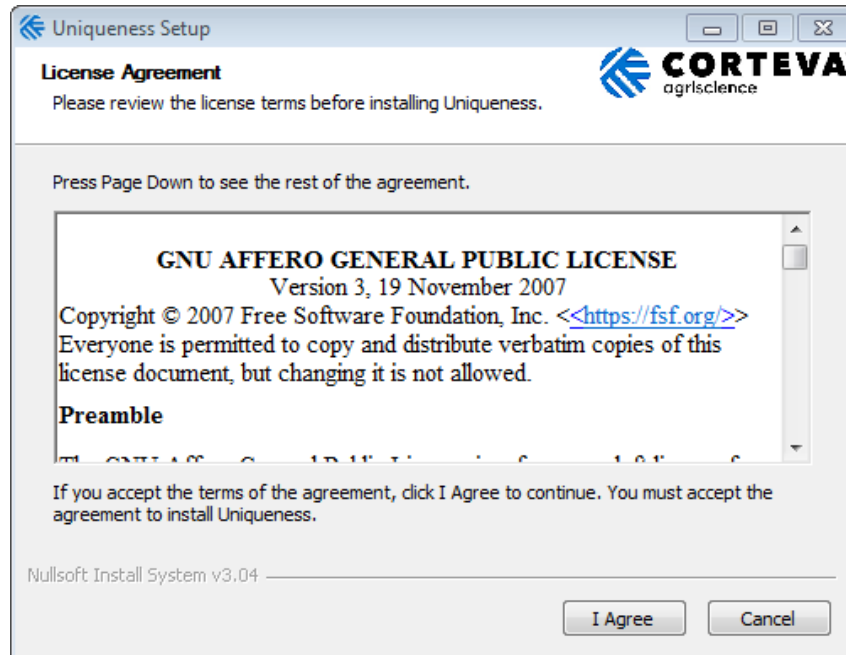 Uniqueness Setup
License Agreement
Please review the license terms before installing Uniqueness.
CORTEVA
agriscience
Press Page Down to see the rest of the agreement.
GNU AFFERO GENERAL PUBLIC LICENSE
Version 3, 19 November 2007
Copyright © 2007 Free Software Foundation, Inc. <<https://fsf.org/>>
Everyone is permitted to copy and distribute verbatim copies of this
license document, but changing it is not allowed.
Preamble
If you accept the terms of the agreement, click I Agree to continue. You must accept the
agreement to install Uniqueness.
Nullsoft Install System v3.04
I Agree
Cancel